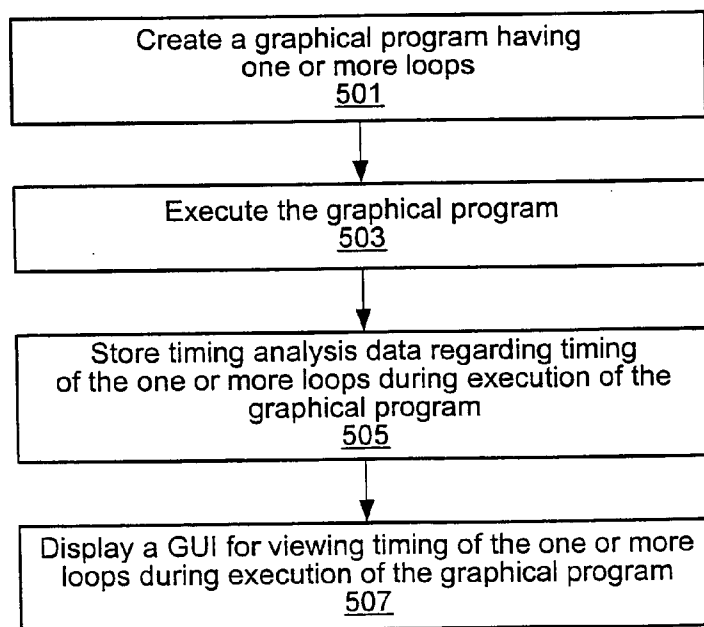 Create a graphical program having
one or more loops
501
Execute the graphical program
503
Store timing analysis data regarding timing
of the one or more loops during execution of the
graphical program
505
Display a GUI for viewing timing of the one or more
loops during execution of the graphical program
507